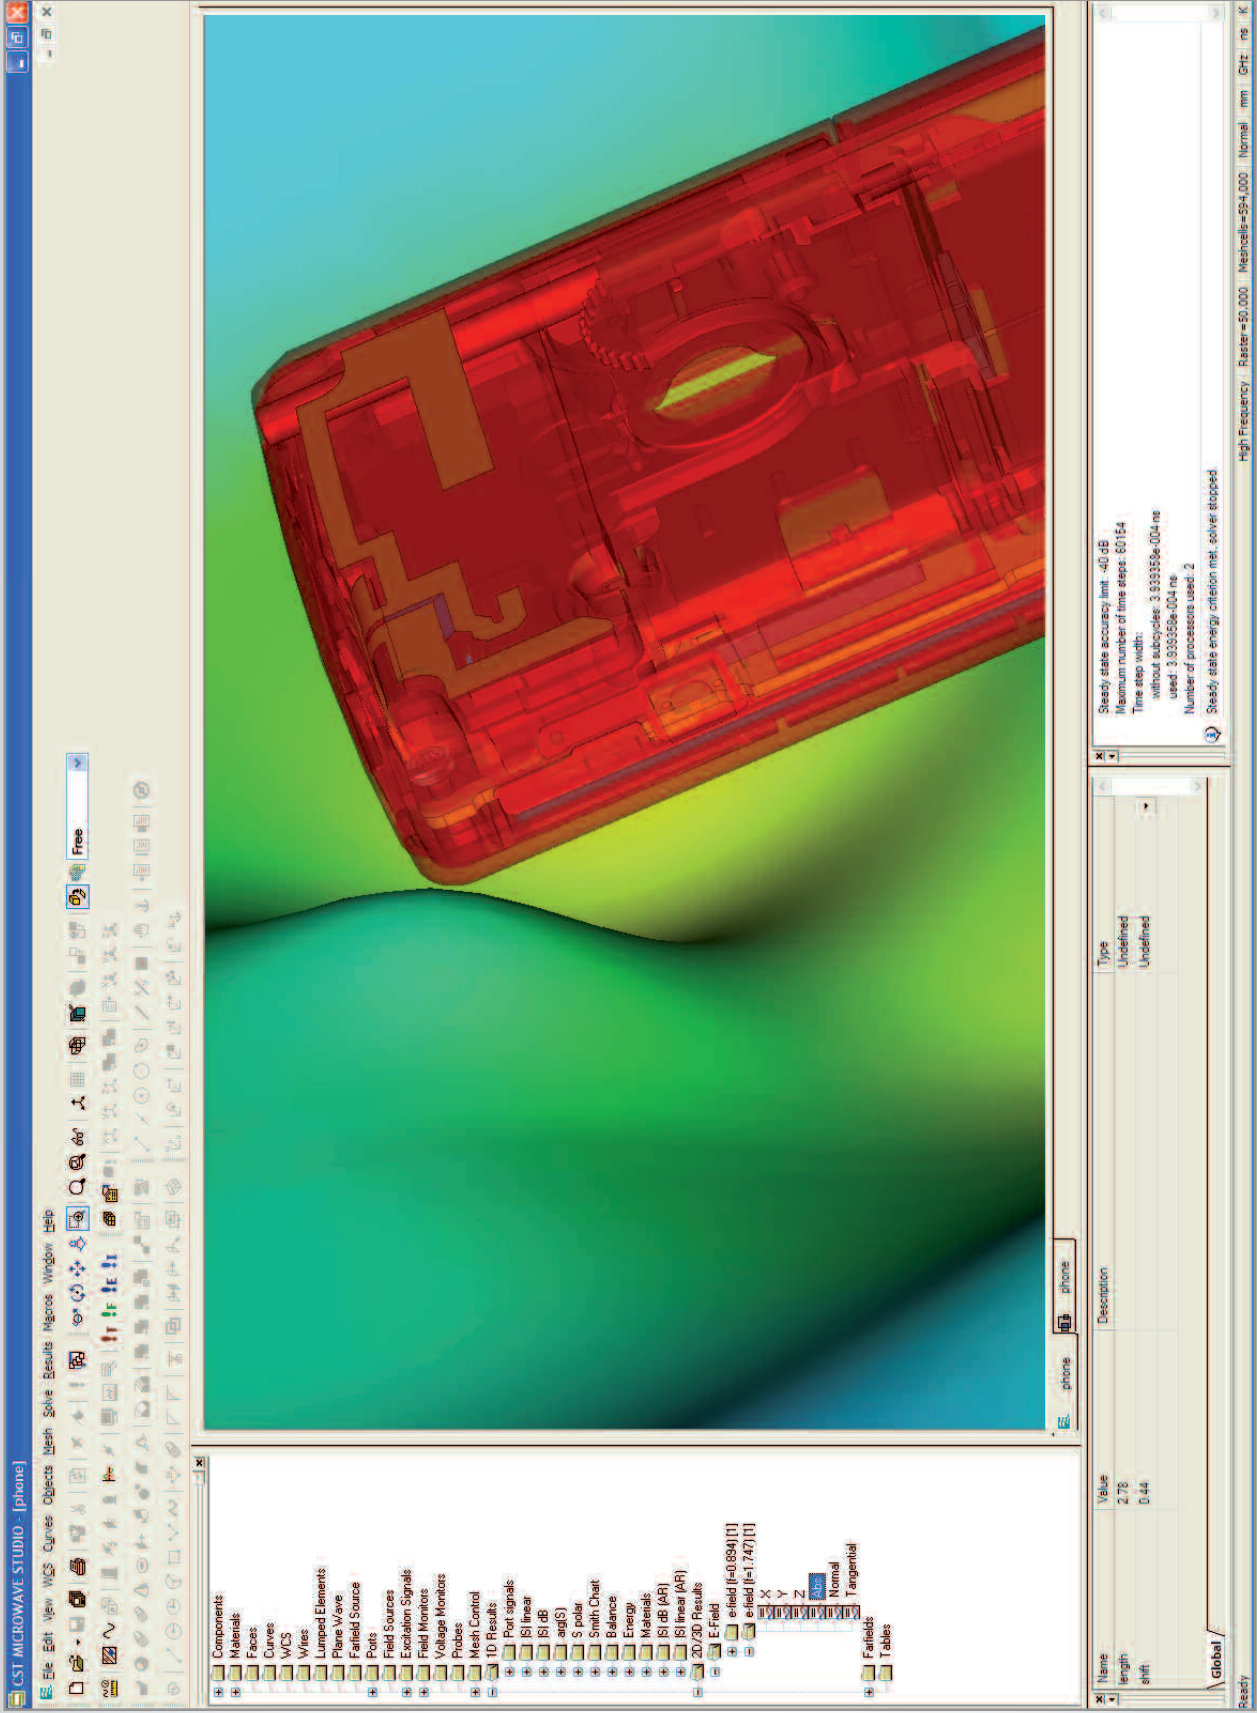 CST MICROWAVE STUDIO - [phone]
File Edit View WCS Curves Objects Mesh Solve Results Macros Window Help
Free
Components
Materials
Faces
Curves
WCS
Wires
Lumped Elements
Plane Wave
Farfield Source
Ports
Field Sources
Excitation Signals
Field Monitors
Voltage Monitors
Probes
Mesh Control
1D Results
Port signals
|S| linear
|S| dB
arg(S)
S polar
Smith Chart
Balance
Energy
Materials
|S| dB (AR)
|S| linear (AR)
2D/3D Results
E-Field
e-field (f=0.894) [1]
e-field (f=1.747) [1]
X
Y
Z
Abs
Normal
Tangential
Farfields
Tables
phone phone
Name Value Description Type
length 2.78 Undefined
shift 0.44 Undefined
Global
Steady state accuracy limit: -40 dB
Maximum number of time steps: 60154
Time step width:
without subcycles: 3.939358e-004 ns
used: 3.939358e-004 ns
Number of processors used: 2
Steady state energy criterion met, solver stopped.
Ready High Frequency Raster=50.000 Meshcells=594,000 Normal mm GHz ns K